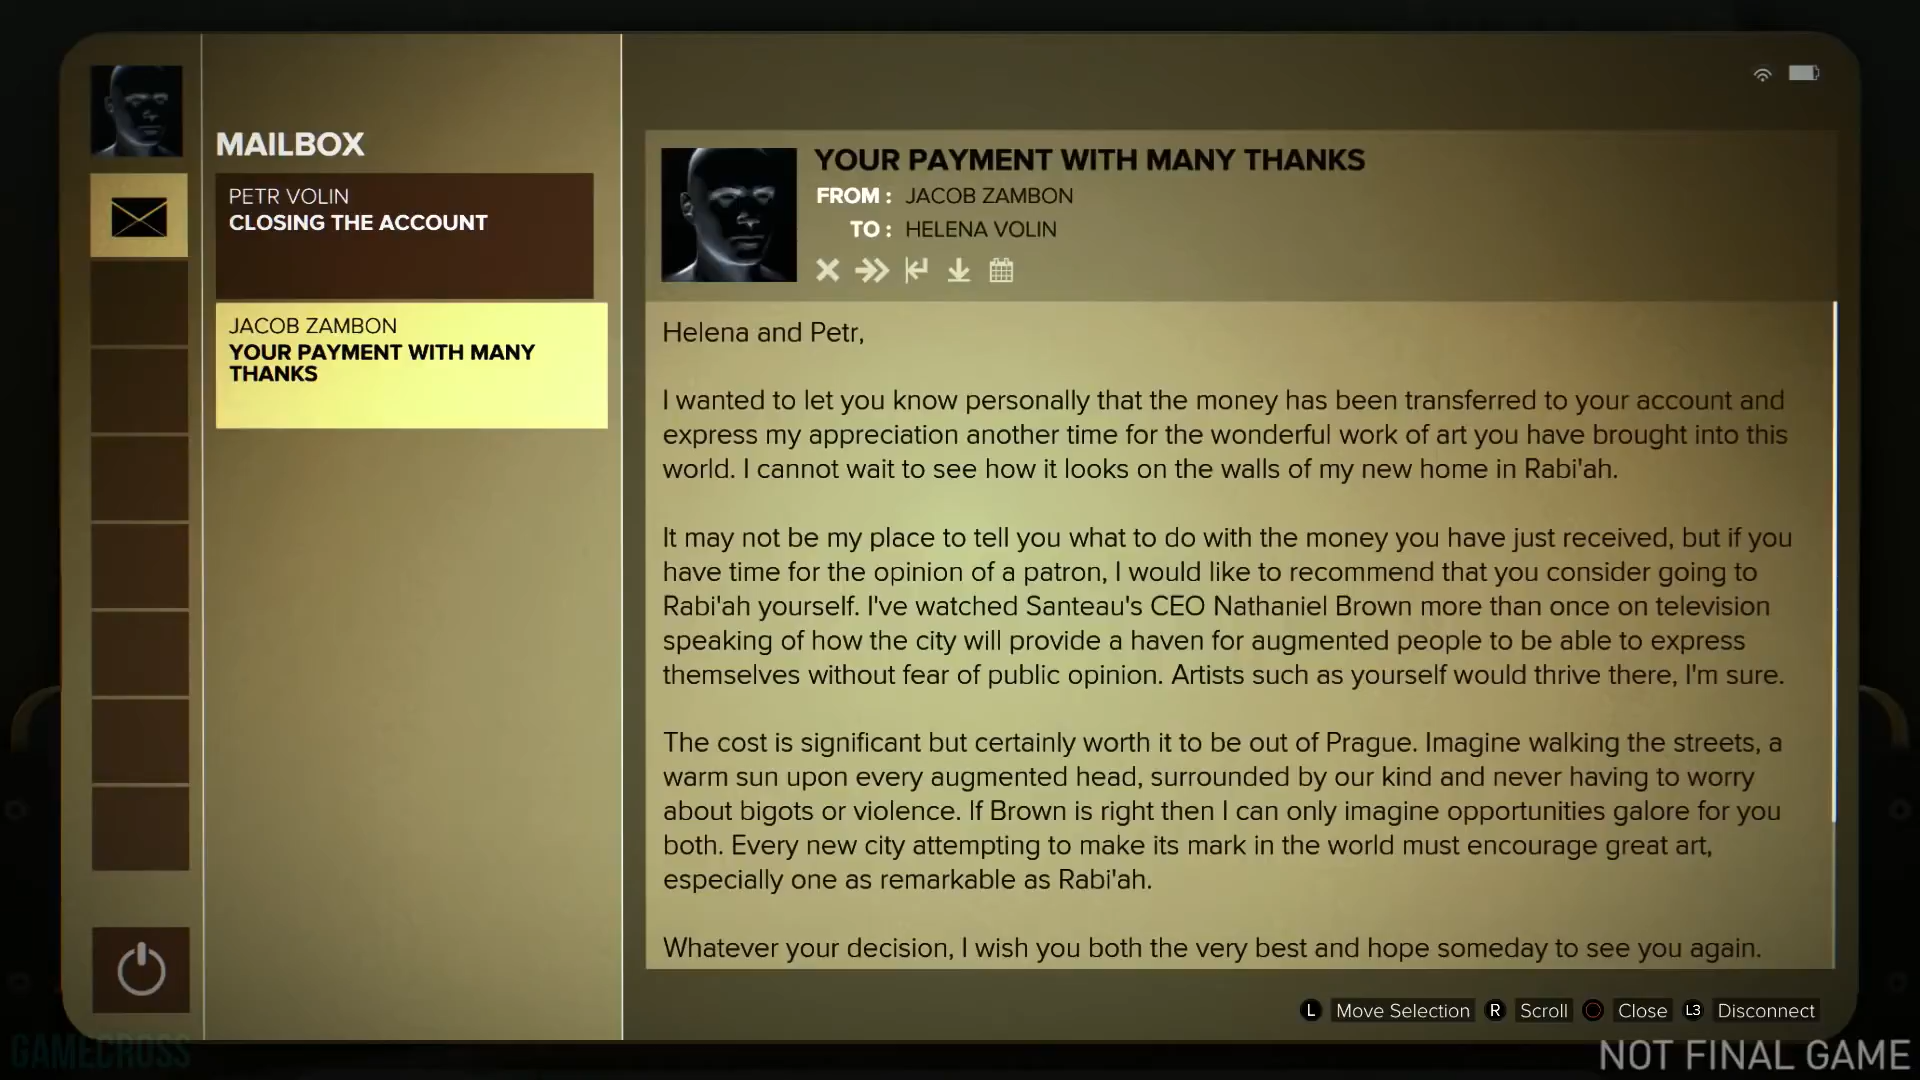 MAILBOX
PETR VOLIN
CLOSING THE ACCOUNT
JACOB ZAMBON
YOUR PAYMENT WITH MANY
THANKS
YOUR PAYMENT WITH MANY THANKS
FROM : JACOB ZAMBON
TO : HELENA VOLIN
Helena and Petr,
I wanted to let you know personally that the money has been transferred to your account and
express my appreciation another time for the wonderful work of art you have brought into this
world. I cannot wait to see how it looks on the walls of my new home in Rabi'ah.
It may not be my place to tell you what to do with the money you have just received, but if you
have time for the opinion of a patron, I would like to recommend that you consider going to
Rabi'ah yourself. I've watched Santeau's CEO Nathaniel Brown more than once on television
speaking of how the city will provide a haven for augmented people to be able to express
themselves without fear of public opinion. Artists such as yourself would thrive there, I'm sure.
The cost is significant but certainly worth it to be out of Prague. Imagine walking the streets, a
warm sun upon every augmented head, surrounded by our kind and never having to worry
about bigots or violence. If Brown is right then I can only imagine opportunities galore for you
both. Every new city attempting to make its mark in the world must encourage great art,
especially one as remarkable as Rabi'ah.
Whatever your decision, I wish you both the very best and hope someday to see you again.
L Move Selection R Scroll Close L3 Disconnect
GAMECROSS
NOT FINAL GAME